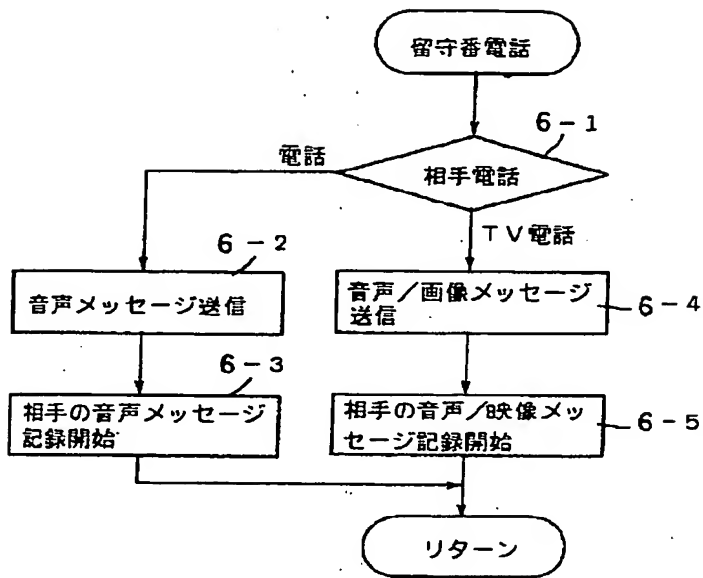 留守番電話
6-1
電話
相手電話
TV電話
6-2
音声メッセージ送信
音声/画像メッセージ
送信
6-4
6-3
相手の音声メッセージ
記録開始
相手の音声/映像メッ
セージ記録開始
6-5
リターン